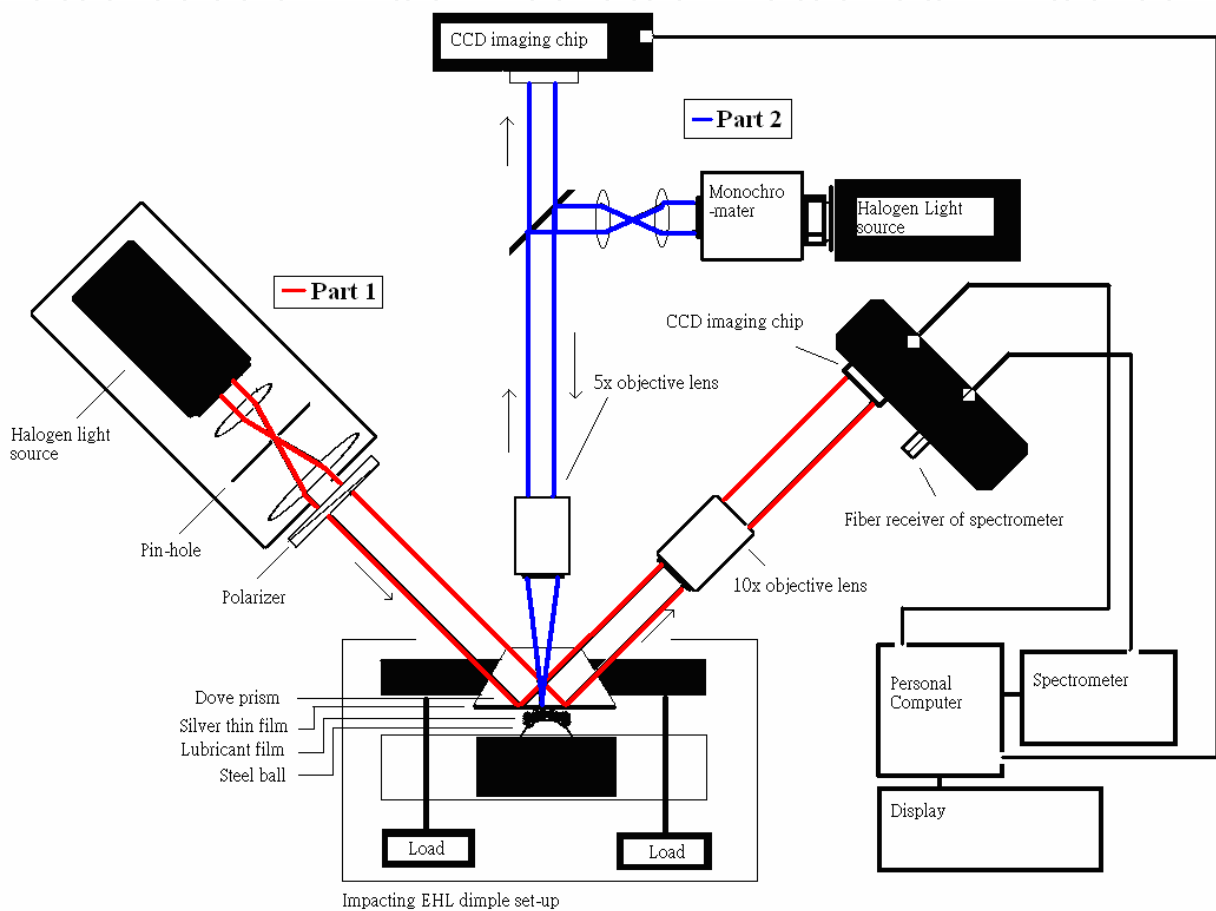 CCD imaging chip
Part 2
Monochro
-mater
Halogen Light
source
Part 1
CCD imaging chip
5x objective lens
Halogen light
source
Pin-hole
Polarizer
Fiber receiver of spectrometer
10x objective lens
Dove prism
Silver thin film
Lubricant film
Steel ball
Personal
Computer
Spectrometer
Display
Load
Load
Impacting EHL dimple set-up